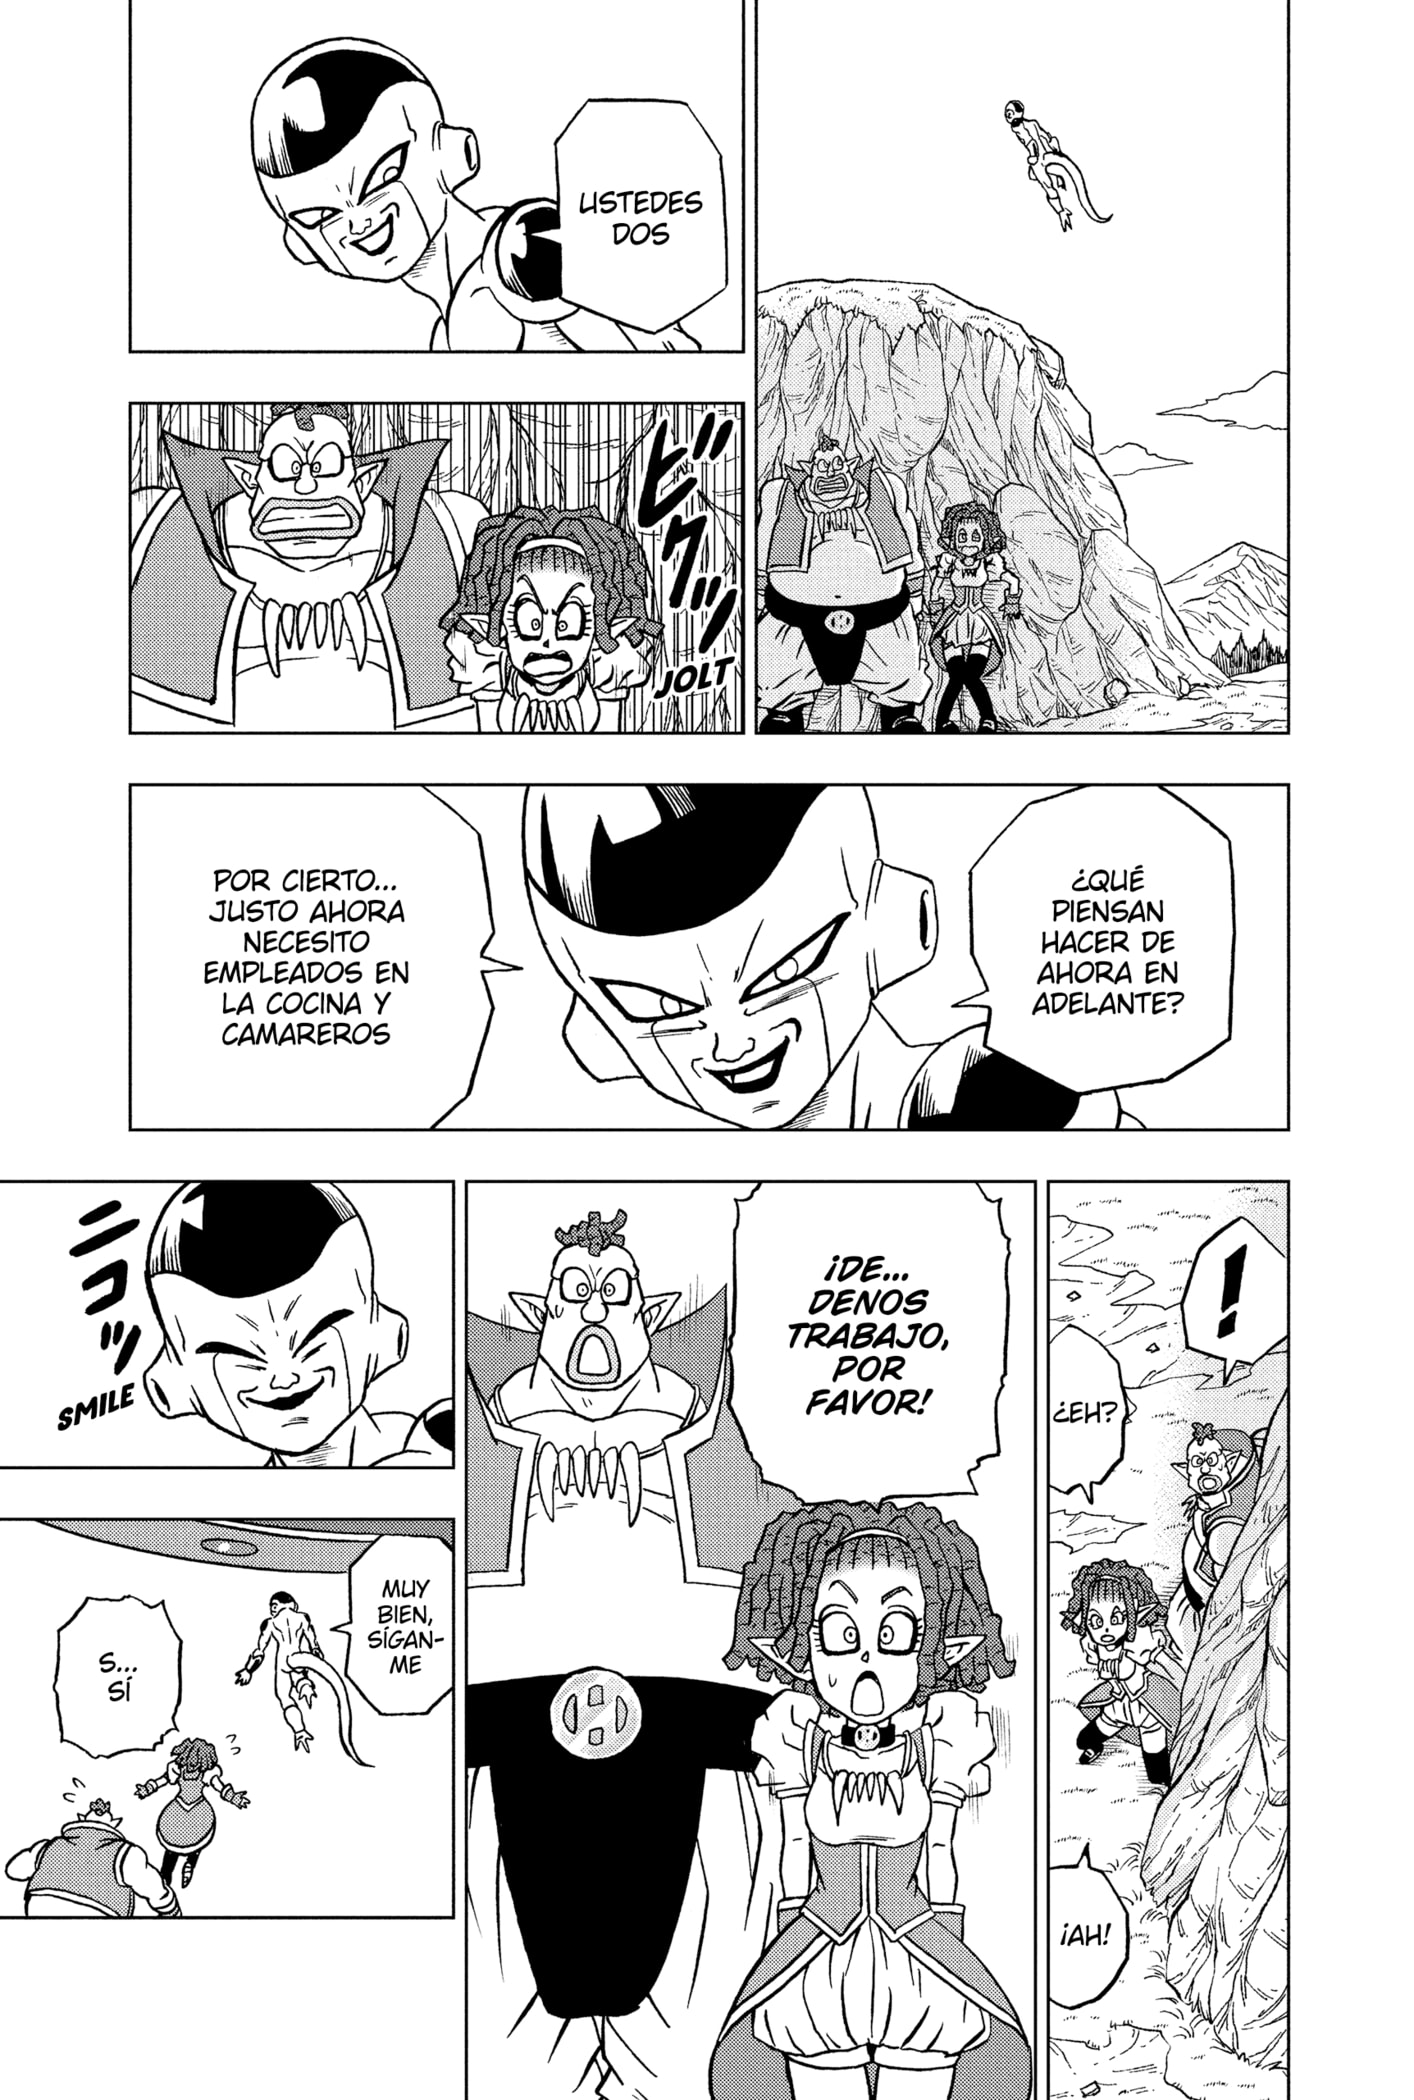 USTEDES
DOS
ビクッ
JOLT
¿QUÉ
PIENSAN
HACER DE
AHORA EN
ADELANTE?
POR CIERTO...
JUSTO AHORA
NECESITO
EMPLEADOS EN
LA COCINA Y
CAMAREROS
!
¿EH?
¡AH!
¡DE...
DENOS
TRABAJO,
POR
FAVOR!
ニコッ
SMILE
MUY
BIEN,
SÍGAN-
ME
S...
SÍ